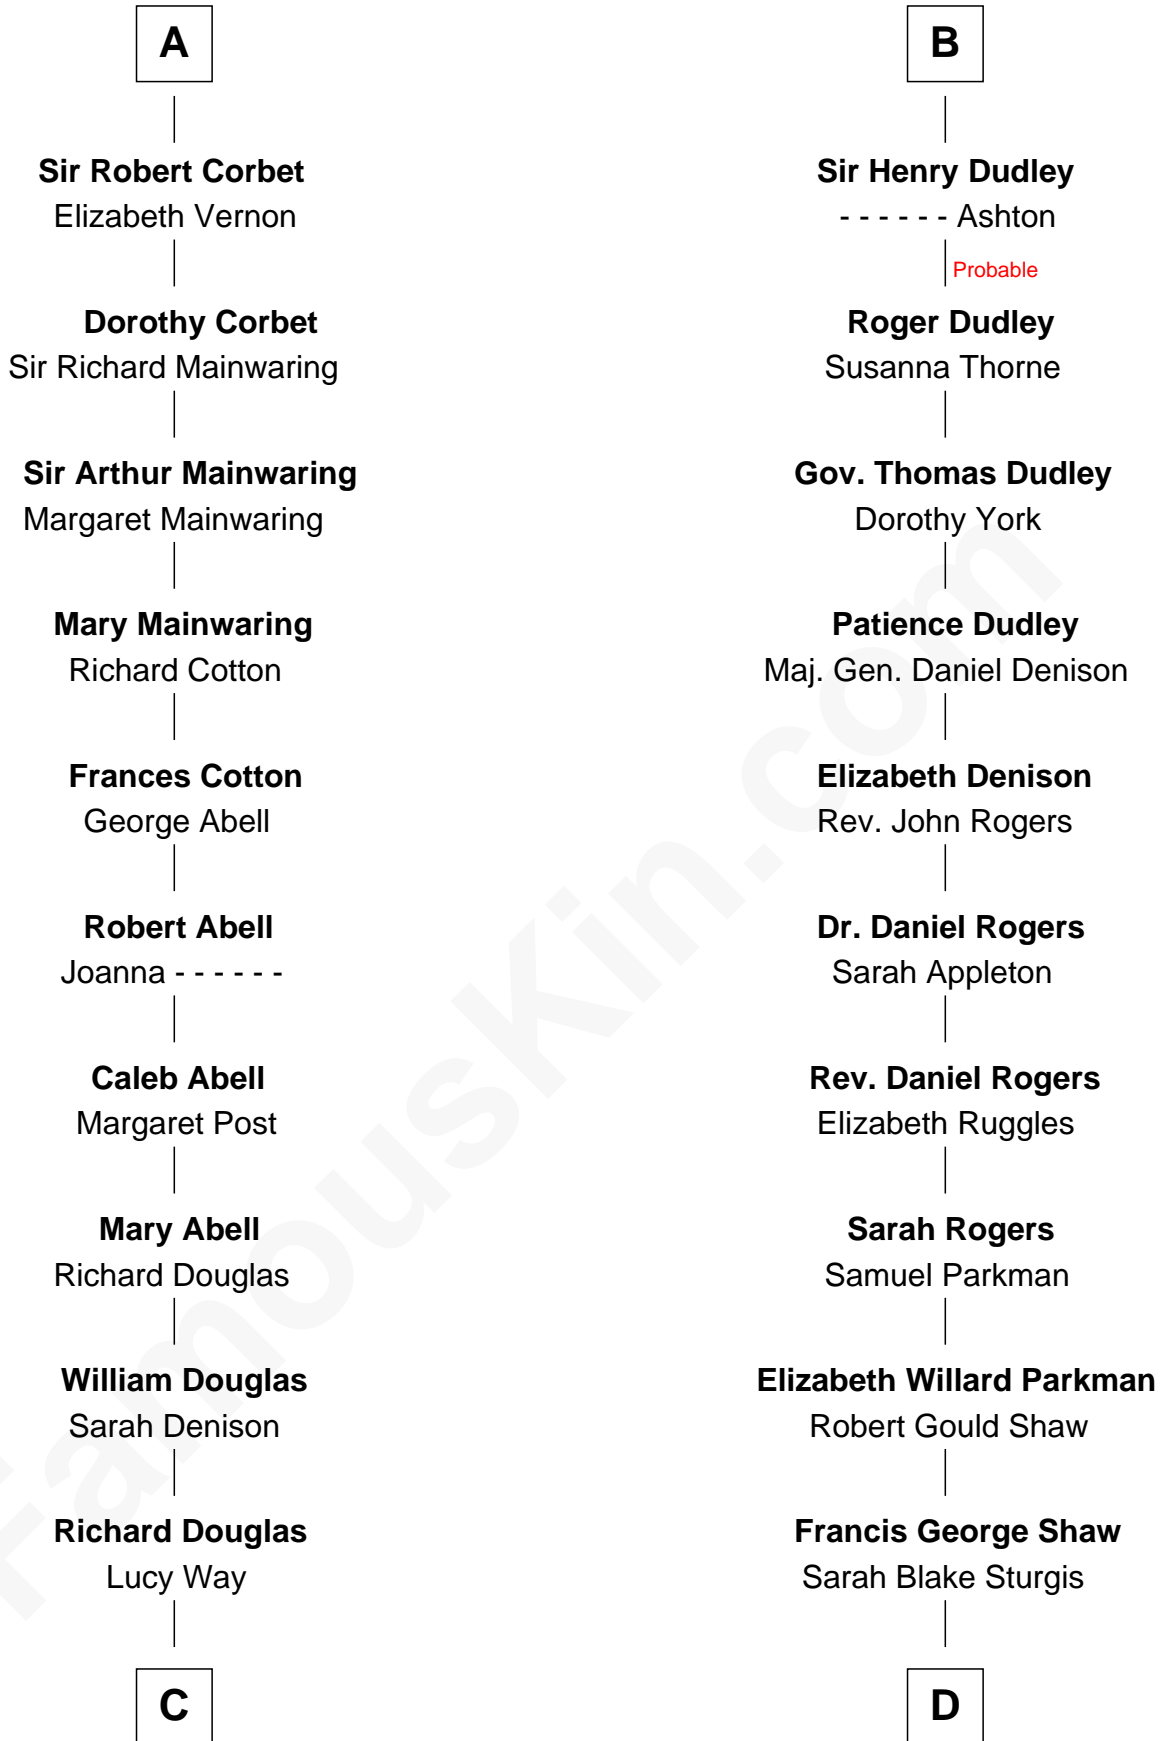 A
Sir Robert Corbet
Elizabeth Vernon
Dorothy Corbet
Sir Richard Mainwaring
Sir Arthur Mainwaring
Margaret Mainwaring
Mary Mainwaring
Richard Cotton
Frances Cotton
George Abell
Robert Abell
Joanna - - - - - -
Caleb Abell
Margaret Post
Mary Abell
Richard Douglas
William Douglas
Sarah Denison
Richard Douglas
Lucy Way
C
B
Sir Henry Dudley
- - - - - - Ashton
Probable
Roger Dudley
Susanna Thorne
Gov. Thomas Dudley
Dorothy York
Patience Dudley
Maj. Gen. Daniel Denison
Elizabeth Denison
Rev. John Rogers
Dr. Daniel Rogers
Sarah Appleton
Rev. Daniel Rogers
Elizabeth Ruggles
Sarah Rogers
Samuel Parkman
Elizabeth Willard Parkman
Robert Gould Shaw
Francis George Shaw
Sarah Blake Sturgis
D
FamousKin.com